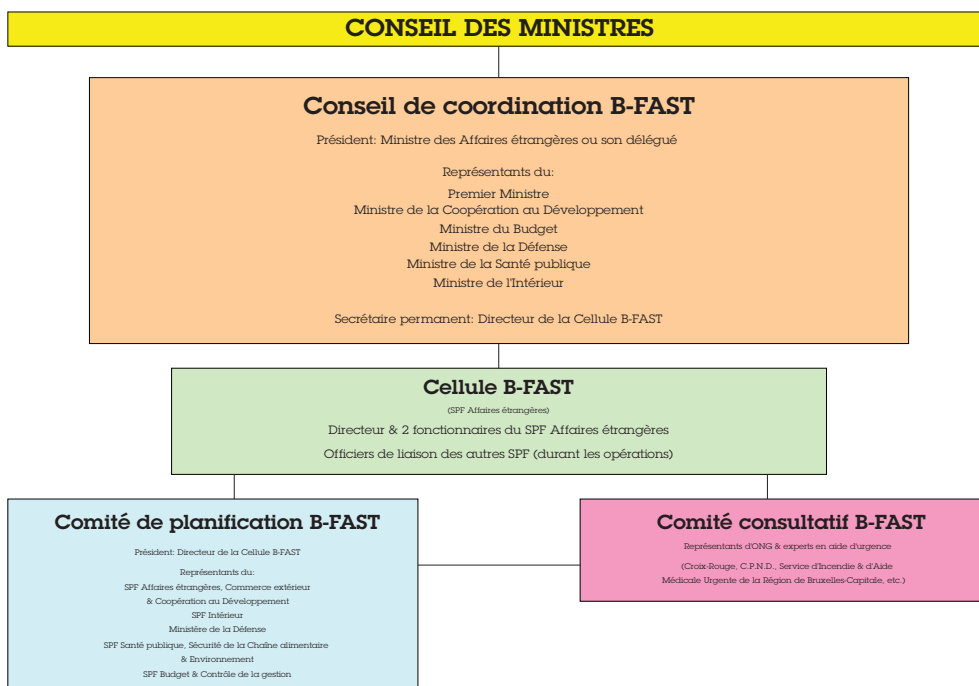 CONSEIL DES MINISTRES
Conseil de coordination B-FAST
Président: Ministre des Affaires étrangères ou son délégué
Représentants du:
Premier Ministre
Ministre de la Coopération au Développement
Ministre du Budget
Ministre de la Défense
Ministre de la Santé publique
Ministre de l'Intérieur
Secrétaire permanent: Directeur de la Cellule B-FAST
Cellule B-FAST
(SPF Affaires étrangères)
Directeur & 2 fonctionnaires du SPF Affaires étrangères
Officiers de liaison des autres SPF (durant les opérations)
Comité de planification B-FAST
Président: Directeur de la Cellule B-FAST
Représentants du:
SPF Affaires étrangères, Commerce extérieur
& Coopération au Développement
SPF Intérieur
Ministère de la Défense
SPF Santé publique, Sécurité de la Chaîne alimentaire
& Environnement
SPF Budget & Contrôle de la gestion
Comité consultatif B-FAST
Représentants d'ONG & experts en aide d'urgence
(Croix-Rouge, C.P.N.D., Service d'Incendie & d'Aide
Médicale Urgente de la Région de Bruxelles-Capitale, etc.)